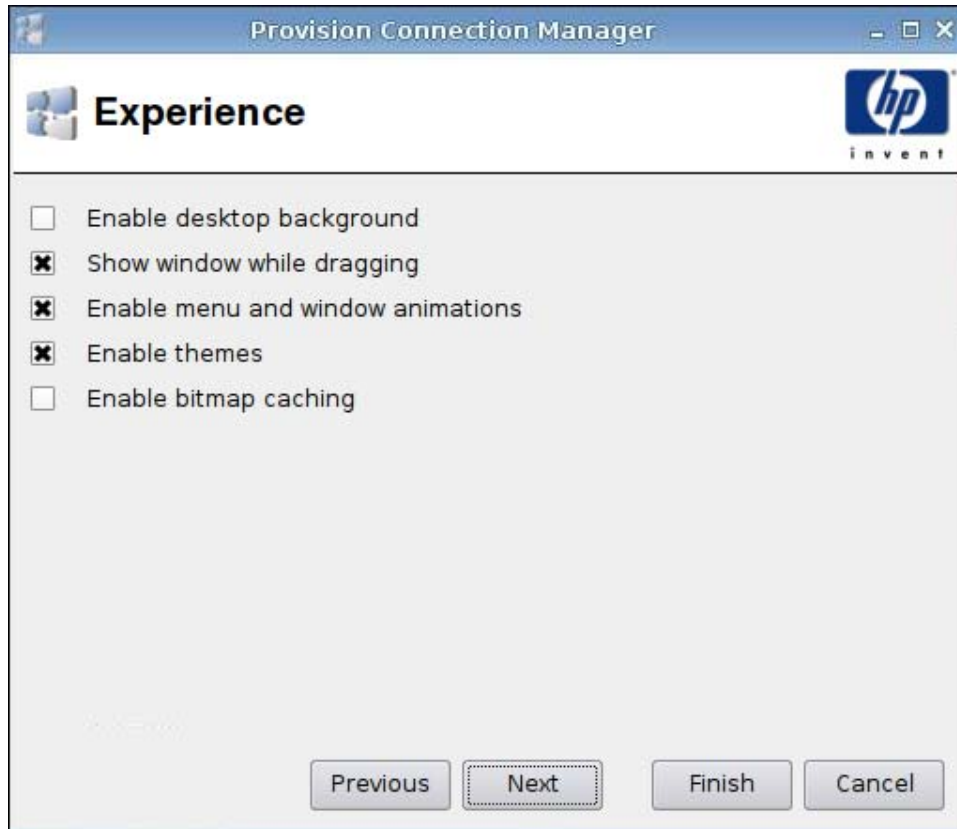 Provision Connection Manager
Experience
hp
invent
Enable desktop background
Show window while dragging
Enable menu and window animations
Enable themes
Enable bitmap caching
Previous Next Finish Cancel